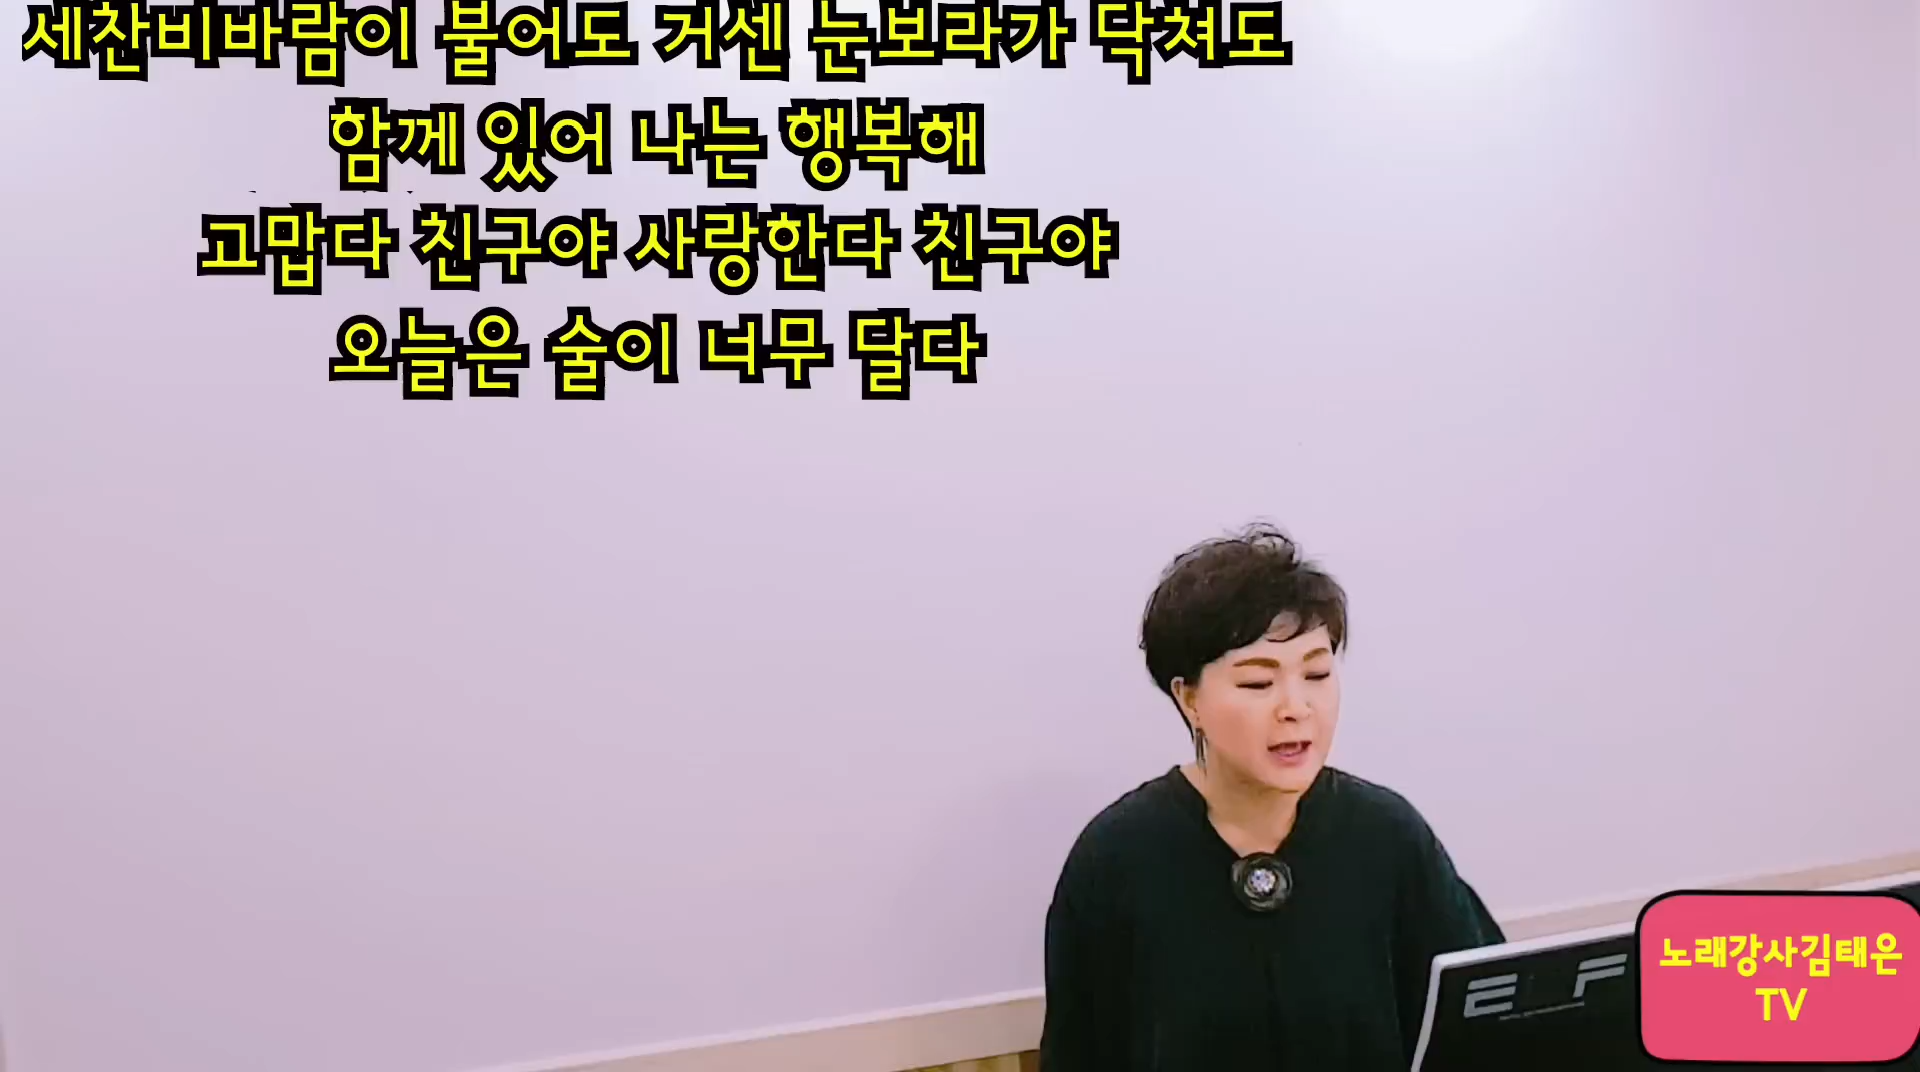 세찬비바람이 불어도 거센 눈보라가 닥쳐도
함께 있어 나는 행복해
고맙다 친구야 사랑한다 친구야
오늘은 술이 너무 달다
ELF
노래강사김태은
TV